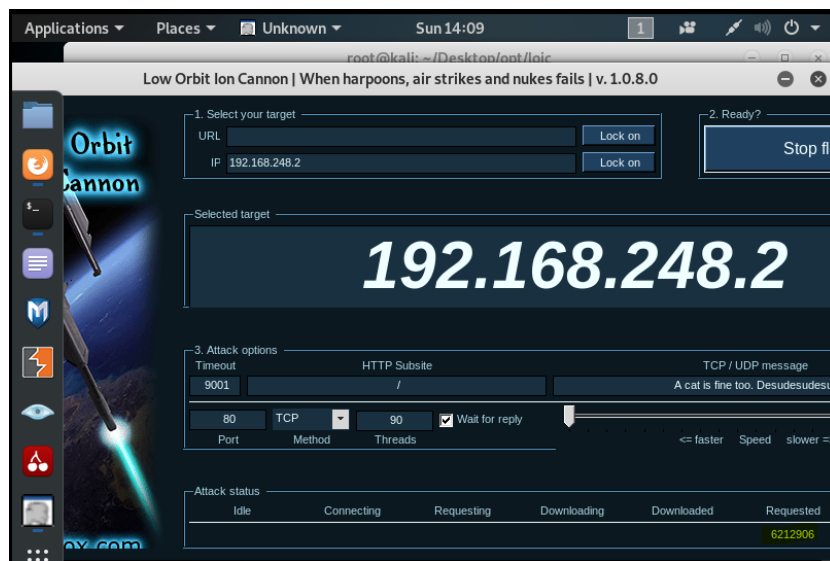 Applications Places Unknown Sun 14:09 1
root@kali: ~/Desktop/opt/loic
Low Orbit Ion Cannon | When harpoons, air strikes and nukes fails | v. 1.0.8.0
Orbit
Cannon
1. Select your target
URL Lock on
IP 192.168.248.2 Lock on
2. Ready?
Stop fl
Selected target
192.168.248.2
3. Attack options
Timeout HTTP Subsite TCP / UDP message
9001 / A cat is fine too. Desudesudesu
80 TCP 90 Wait for reply
Port Method Threads <= faster Speed slower =
Attack status
Idle Connecting Requesting Downloading Downloaded Requested
6212906
ox.com